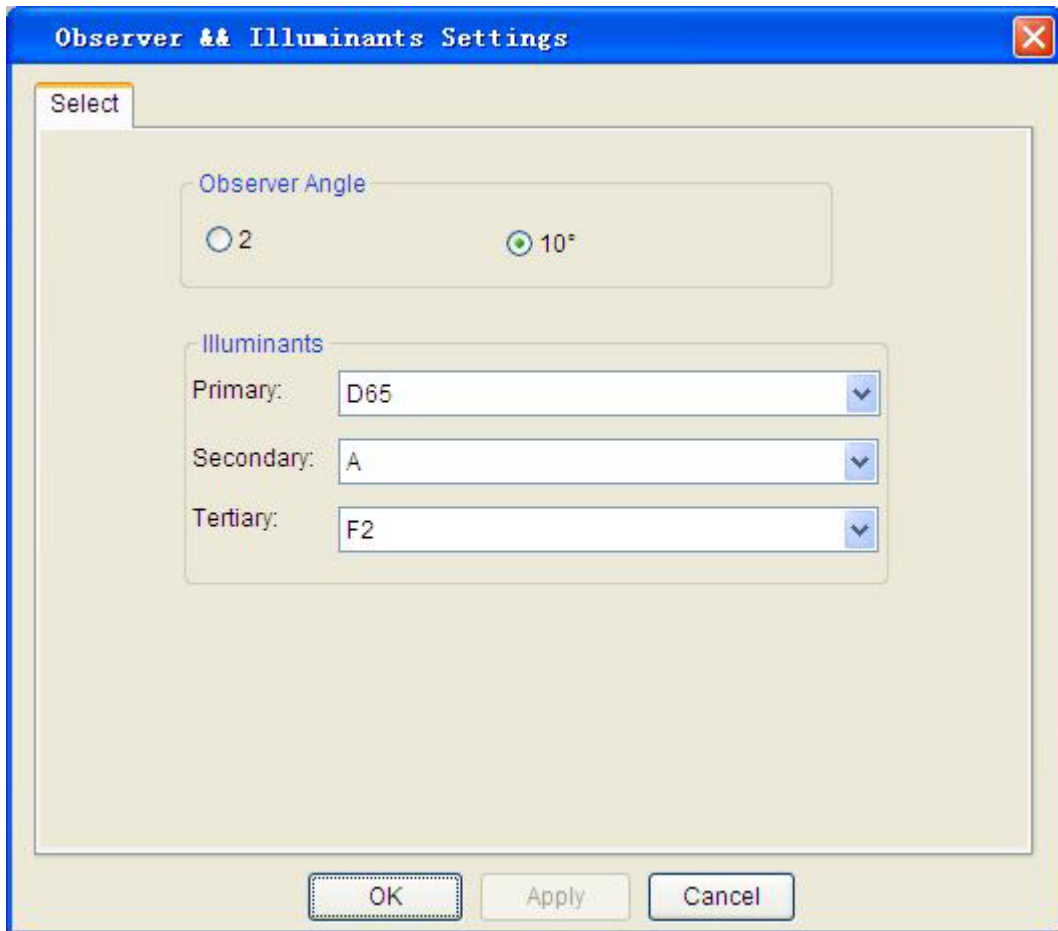 Observer && Illuminants Settings
Select
Observer Angle
2
10°
Illuminants
Primary:
D65
Secondary:
A
Tertiary:
F2
OK
Apply
Cancel